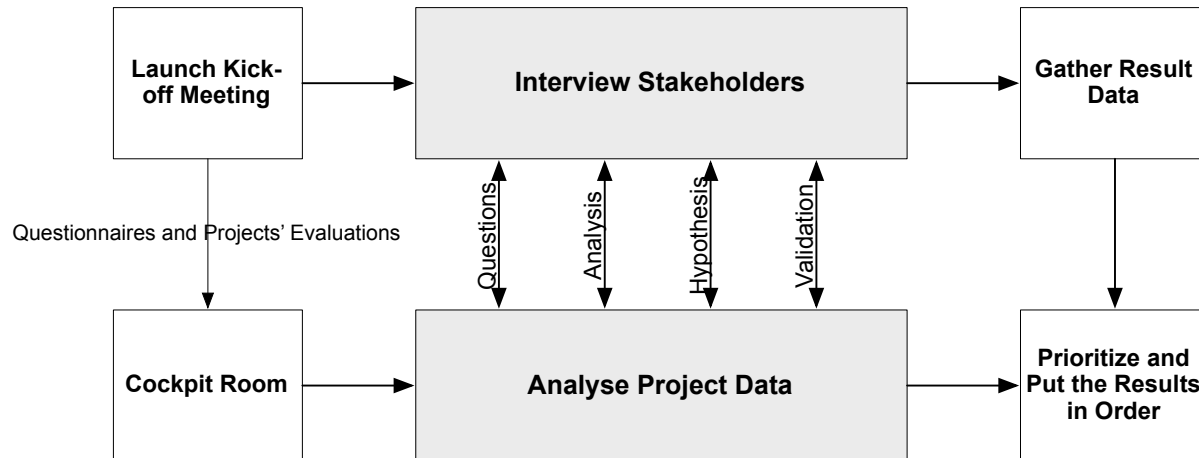 Launch Kick-
off Meeting
Interview Stakeholders
Gather Result
Data
Questionnaires and Projects’ Evaluations
Questions
Analysis
Hypothesis
Validation
Cockpit Room
Analyse Project Data
Prioritize and
Put the Results
in Order